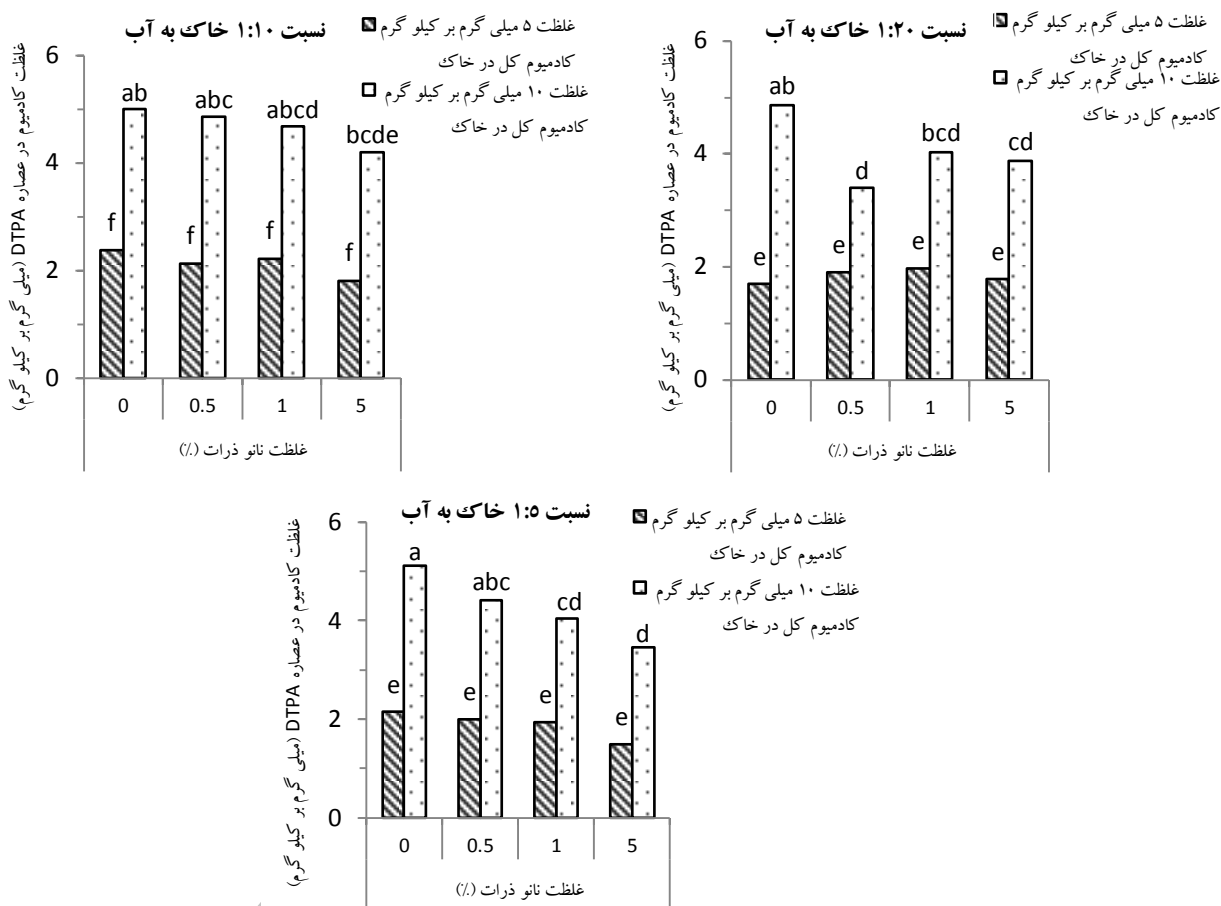 نسبت ۱:۱۰ خاک به آب
غلظت ۵ میلی گرم بر کیلو گرم
کادمیوم کل در خاک
غلظت ۱۰ میلی گرم بر کیلو گرم
کادمیوم کل در خاک
غلظت کادمیوم در عصاره DTPA (میلی گرم بر کیلو گرم)
6
4
2
0
ab abc abcd bcde
f f f f
0 0.5 1 5
غلظت نانو ذرات (٪)
نسبت ۱:۲۰ خاک به آب
غلظت ۵ میلی گرم بر کیلو گرم
کادمیوم کل در خاک
غلظت ۱۰ میلی گرم بر کیلو گرم
کادمیوم کل در خاک
غلظت کادمیوم در عصاره DTPA (میلی گرم بر کیلو گرم)
6
4
2
0
ab d bcd cd
e e e e
0 0.5 1 5
غلظت نانو ذرات (٪)
نسبت ۱:۵ خاک به آب
غلظت ۵ میلی گرم بر کیلو گرم
کادمیوم کل در خاک
غلظت ۱۰ میلی گرم بر کیلو گرم
کادمیوم کل در خاک
غلظت کادمیوم در عصاره DTPA (میلی گرم بر کیلو گرم)
6
4
2
0
a abc cd d
e e e e
0 0.5 1 5
غلظت نانو ذرات (٪)